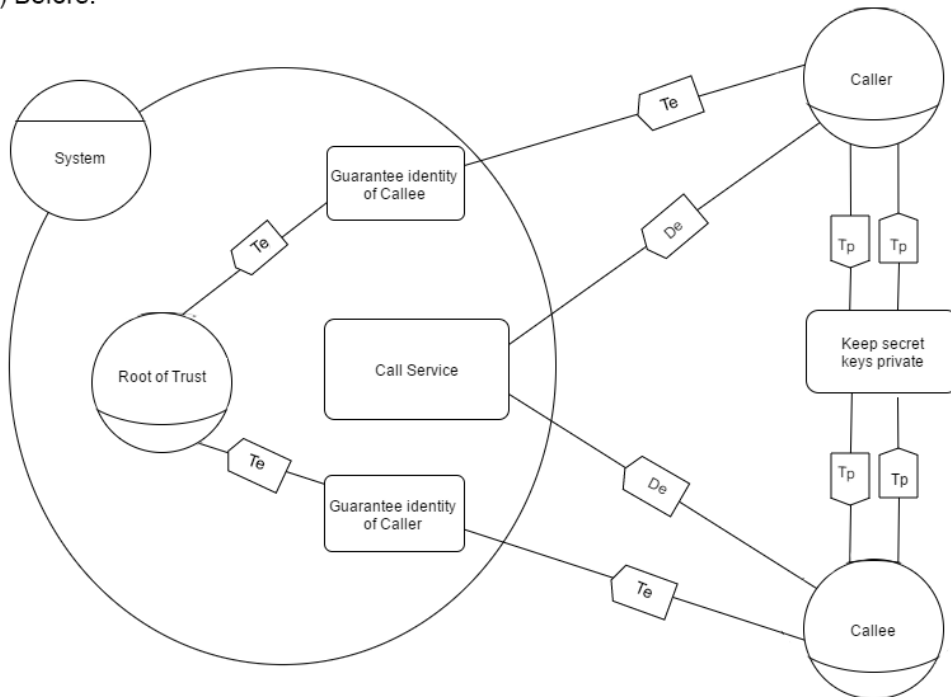 ) Before:
Caller
Te
System
Guarantee identity
of Callee
De
Te
Tp
Tp
Keep secret
keys private
Call Service
Root of Trust
Te
Tp
Tp
De
Guarantee identity
of Caller
Te
Callee